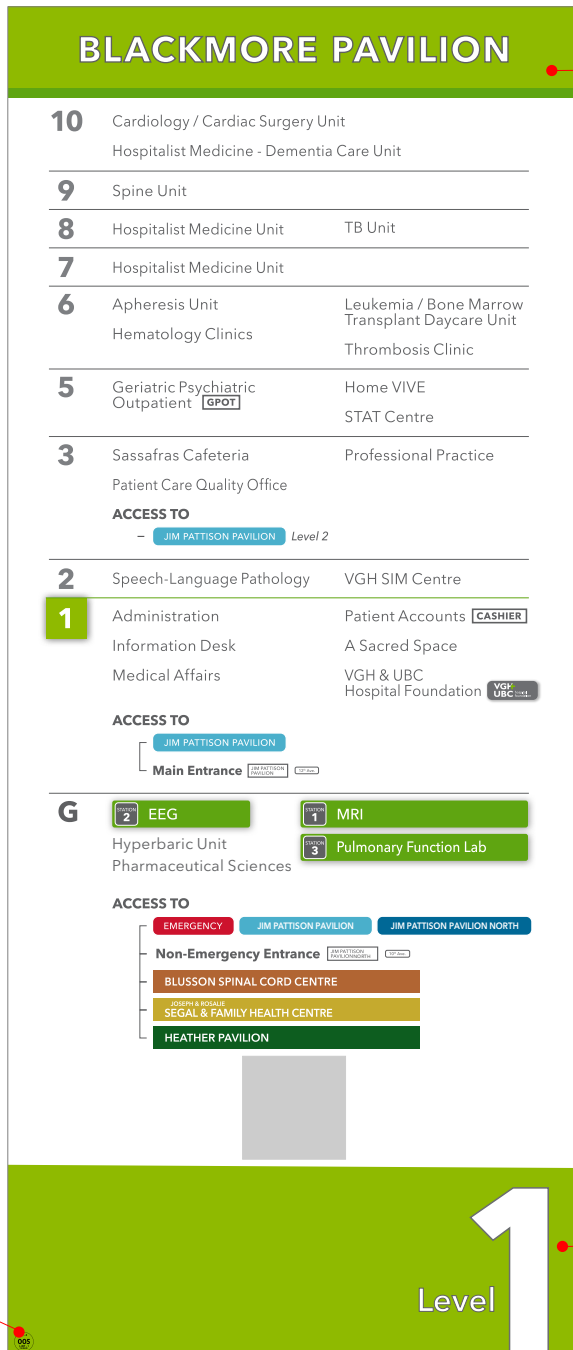 BLACKMORE PAVILION
10
Cardiology / Cardiac Surgery Unit
Hospitalist Medicine - Dementia Care Unit
9
Spine Unit
8
Hospitalist Medicine Unit
TB Unit
7
Hospitalist Medicine Unit
6
Apheresis Unit
Hematology Clinics
Leukemia / Bone Marrow
Transplant Daycare Unit
Thrombosis Clinic
5
Geriatric Psychiatric
Outpatient GPOT
Home VIVE
STAT Centre
3
Sassafras Cafeteria
Patient Care Quality Office
Professional Practice
ACCESS TO
– JIM PATTISON PAVILION Level 2
2
Speech-Language Pathology
VGH SIM Centre
1
Administration
Information Desk
Medical Affairs
Patient Accounts CASHIER
A Sacred Space
VGH & UBC
Hospital Foundation
VGH+
UBC
ACCESS TO
JIM PATTISON PAVILION
Main Entrance
JIM PATTISON
PAVILION
12th Ave.
G
STATION
2
EEG
STATION
1
MRI
STATION
3
Pulmonary Function Lab
Hyperbaric Unit
Pharmaceutical Sciences
ACCESS TO
EMERGENCY
JIM PATTISON PAVILION
JIM PATTISON PAVILION NORTH
Non-Emergency Entrance
JIM PATTISON
PAVILIONNORTH
10th Ave.
BLUSSON SPINAL CORD CENTRE
JOSEPH & ROSALIE
SEGAL & FAMILY HEALTH CENTRE
HEATHER PAVILION
Level 1
005